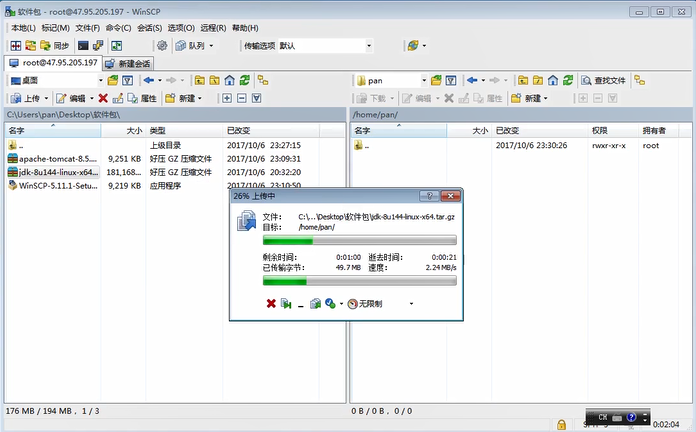 软件包 - root@47.95.205.197 - WinSCP
本地(L) 标记(M) 文件(F) 命令(C) 会话(S) 选项(O) 远程(R) 帮助(H)
同步 队列 传输选项 默认
root@47.95.205.197 新建会话
桌面 pan 查找文件
上传 编辑 属性 新建 下载 编辑 属性 新建
C:\Users\pan\Desktop\软件包\ /home/pan/
名字 大小 类型 已改变 名字 大小 已改变 权限 拥有者
.. 上级目录 2017/10/6 23:27:15 .. 2017/10/6 23:30:26 rwxr-xr-x root
apache-tomcat-8.5.... 9,251 KB 好压 GZ 压缩文件 2017/10/6 23:09:31
jdk-8u144-linux-x64... 181,168... 好压 GZ 压缩文件 2017/10/6 20:32:20
WinSCP-5.11.1-Setu... 9,219 KB 应用程序 2017/10/6 23:10:50
26% 上传中
文件: C:\...\Desktop\软件包\jdk-8u144-linux-x64.tar.gz
目标: /home/pan/
剩余时间: 0:01:00 逝去时间: 0:00:21
已传输字节: 49.7 MB 速度: 2.24 MB/s
无限制
176 MB / 194 MB, 1 / 3 0 B / 0 B, 0 / 0
CH
0:02:04